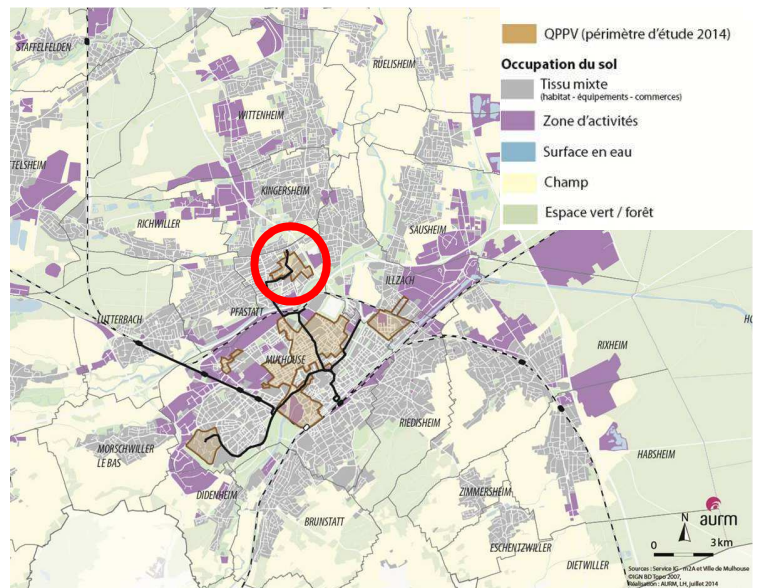 QPPV (périmètre d'étude 2014)
Occupation du sol
Tissu mixte
(habitat - équipements - commerces)
Zone d'activités
Surface en eau
Champ
Espace vert / forêt
STAFFELFELDEN
RUELISHEIM
WITTENHEIM
TELSHEIM
KINGERSHEIM
RICHWILLER
SAUSHEIM
ILLZACH
PFASTATT
LUTTERBACH
HO
RIXHEIM
MULHOUSE
RIEDISHEIM
MORSCHWILLER
LE BAS
HABSHEIM
DIDENHEIM
ZIMMERSHEIM
BRUNSTATT
ESCHENTZWILLER
DIETWILLER
aurm
N
0 3 km
Sources : Service IG - m2A et Ville de Mulhouse
©IGN BD Topo 2007,
Réalisation : AURM, LH, juillet 2014